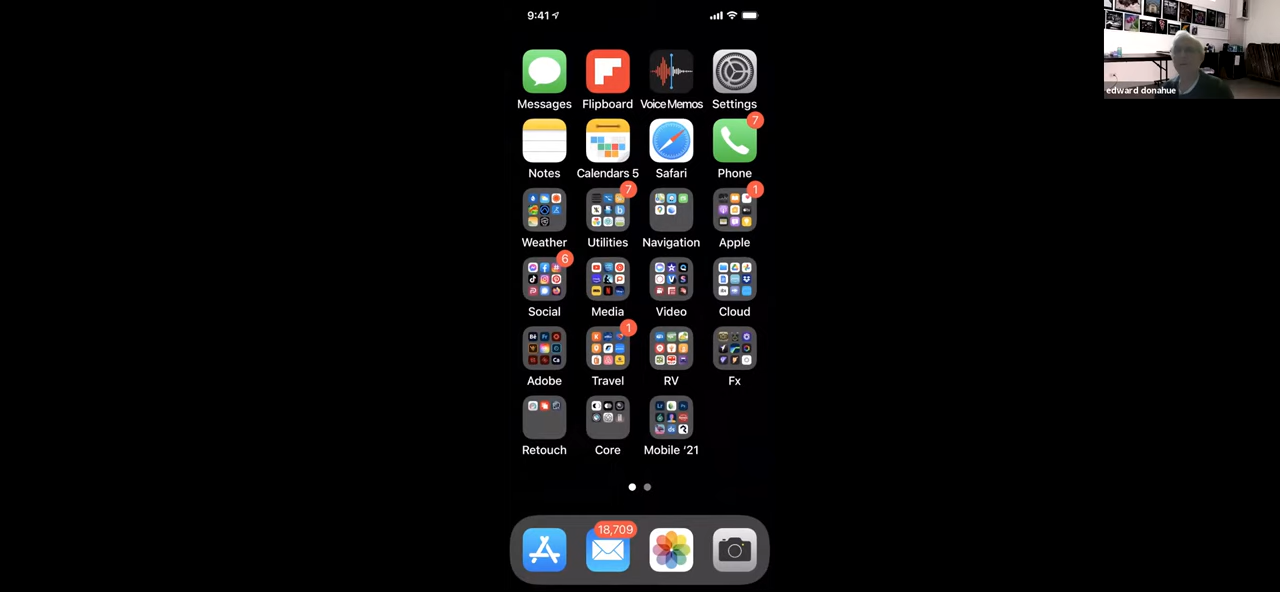 9:41
edward donahue
Messages Flipboard Voice Memos Settings
7
Notes Calendars 5 Safari Phone
7 1
Weather Utilities Navigation Apple
6
Social Media Video Cloud
1
Adobe Travel RV Fx
Retouch Core Mobile '21
18,709